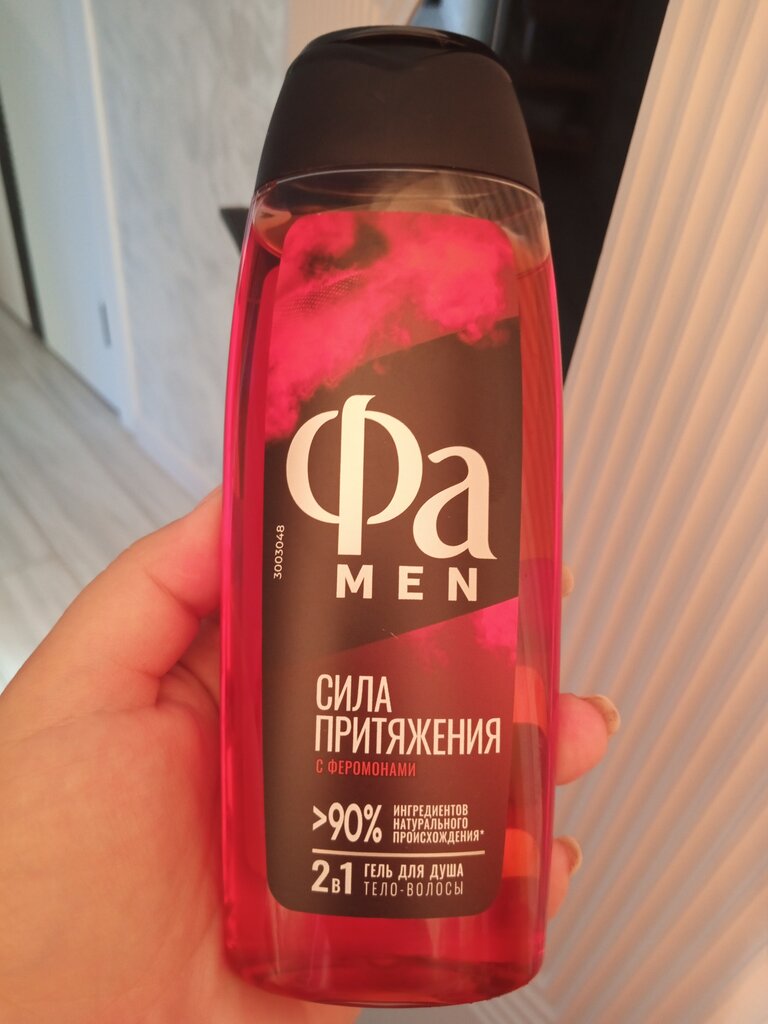 Фа
MEN
3003048
СИЛА
ПРИТЯЖЕНИЯ
С ФЕРОМОНАМИ
>90%
ИНГРЕДИЕНТОВ
НАТУРАЛЬНОГО
ПРОИСХОЖДЕНИЯ*
2в1
ГЕЛЬ ДЛЯ ДУША
ТЕЛО-ВОЛОСЫ